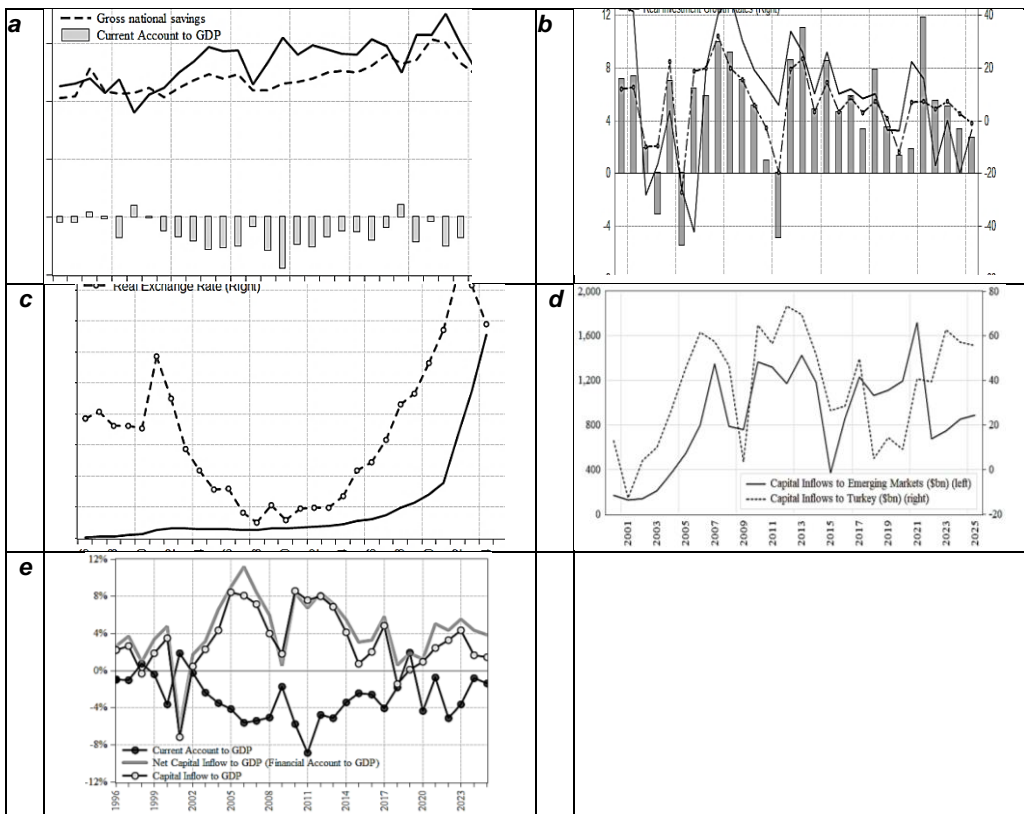 a
Gross national savings
Current Account to GDP
b
Real Investment Growth Rates (Right)
12
8
4
0
-4
40
20
0
-20
-40
c
Real Exchange Rate (Right)
d
2,000
1,600
1,200
800
400
0
80
60
40
20
0
-20
Capital Inflows to Emerging Markets ($bn) (left)
Capital Inflows to Turkey ($bn) (right)
2001 2003 2005 2007 2009 2011 2013 2015 2017 2019 2021 2023 2025
e
12%
8%
4%
0%
-4%
-8%
-12%
Current Account to GDP
Net Capital Inflow to GDP (Financial Account to GDP)
Capital Inflow to GDP
1996 1999 2002 2005 2008 2011 2014 2017 2020 2023